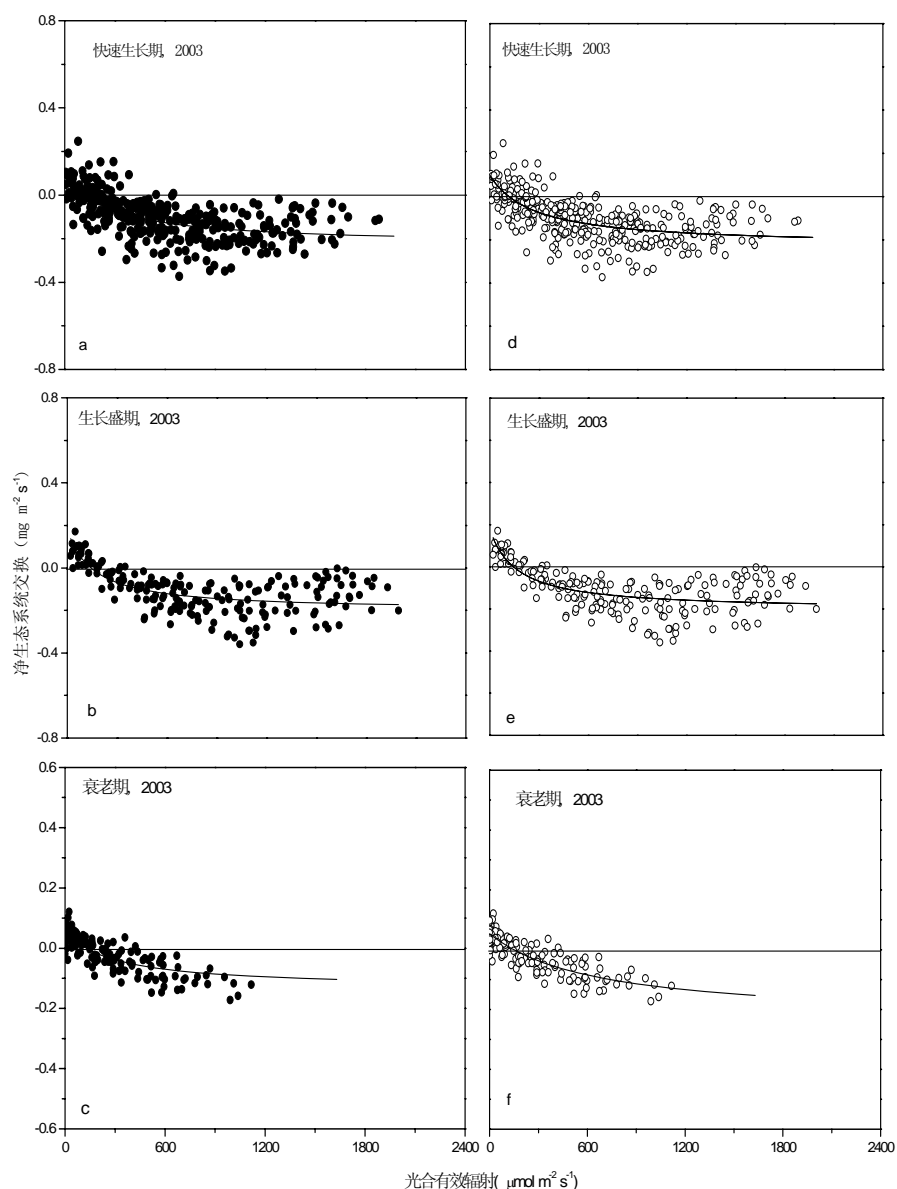 0.8
0.4
0.0
-0.4
-0.8
快速生长期, 2003
a
快速生长期, 2003
d
0.8
0.4
0.0
-0.4
-0.8
生长盛期, 2003
b
生长盛期, 2003
e
净生态系统交换 (mg m⁻² s⁻¹)
0.6
0.4
0.2
0.0
-0.2
-0.4
-0.6
衰老期, 2003
c
衰老期, 2003
f
0 600 1200 1800 2400
0 600 1200 1800 2400
光合有效辐射( μmol m⁻² s⁻¹)